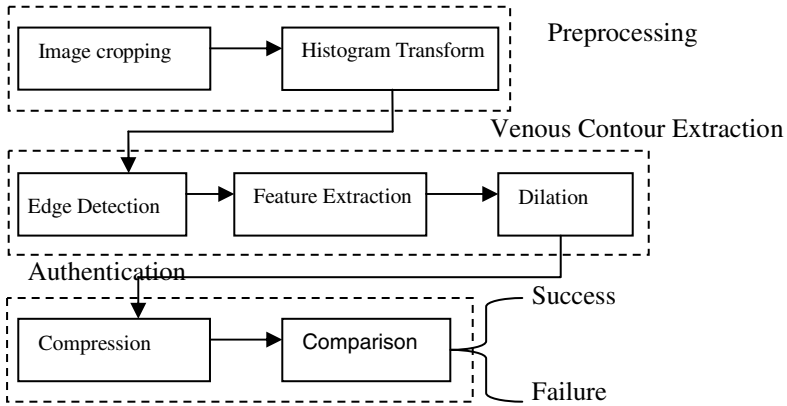 Preprocessing
Image cropping
Histogram Transform
Venous Contour Extraction
Edge Detection
Feature Extraction
Dilation
Authentication
Success
Compression
Comparison
Failure